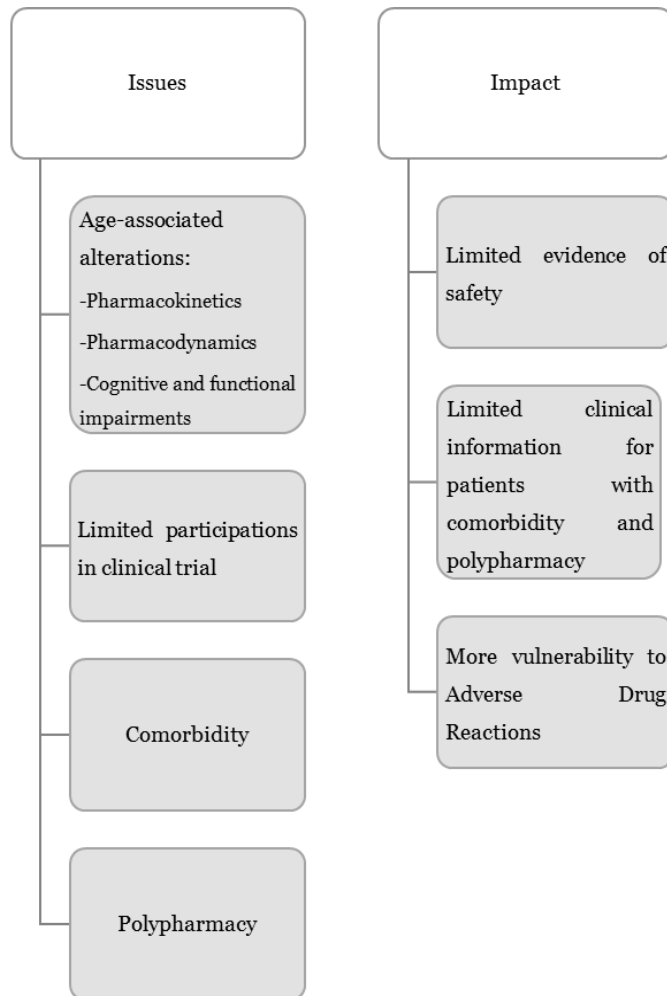 Issues
Age-associated
alterations:
-Pharmacokinetics
-Pharmacodynamics
-Cognitive and functional
impairments
Limited participations
in clinical trial
Comorbidity
Polypharmacy
Impact
Limited evidence of
safety
Limited clinical
information for
patients with
comorbidity and
polypharmacy
More vulnerability to
Adverse Drug
Reactions